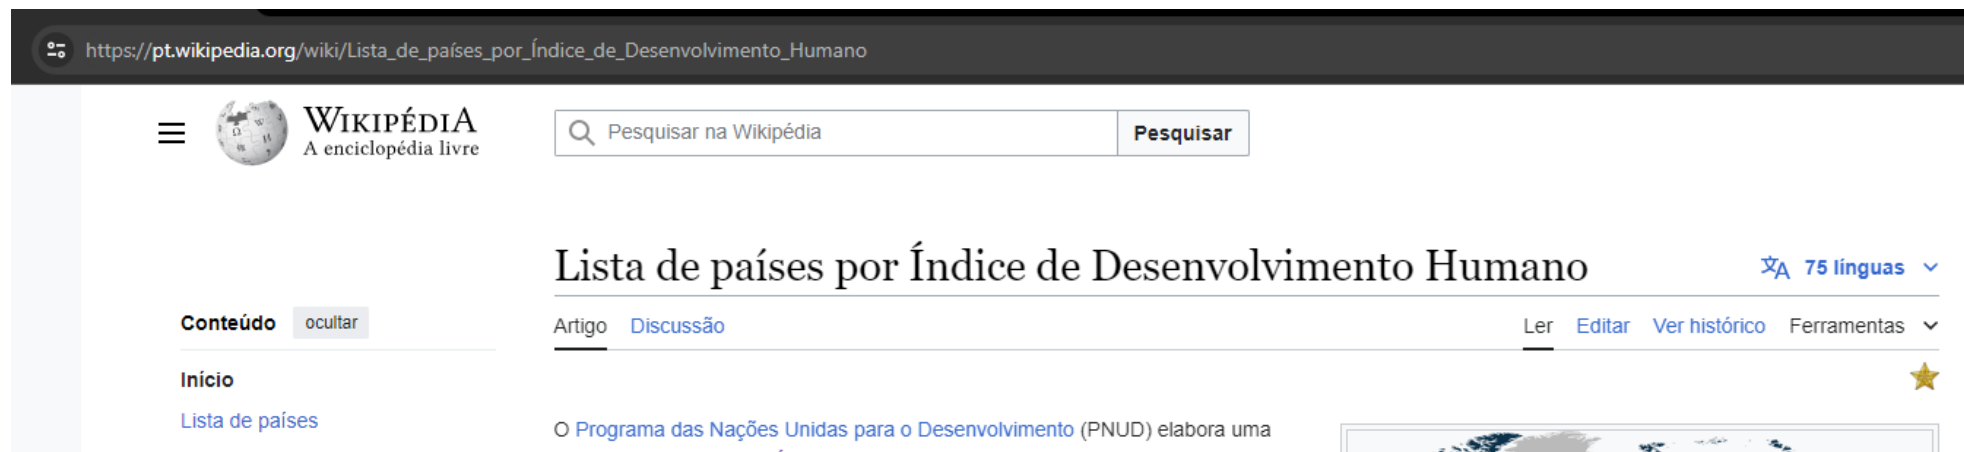 https://pt.wikipedia.org/wiki/Lista_de_países_por_Índice_de_Desenvolvimento_Humano
WIKIPÉDIA
A enciclopédia livre
Pesquisar na Wikipédia
Pesquisar
Lista de países por Índice de Desenvolvimento Humano
75 línguas
Conteúdo ocultar
Artigo Discussão
Ler Editar Ver histórico Ferramentas
Início
Lista de países
O Programa das Nações Unidas para o Desenvolvimento (PNUD) elabora uma